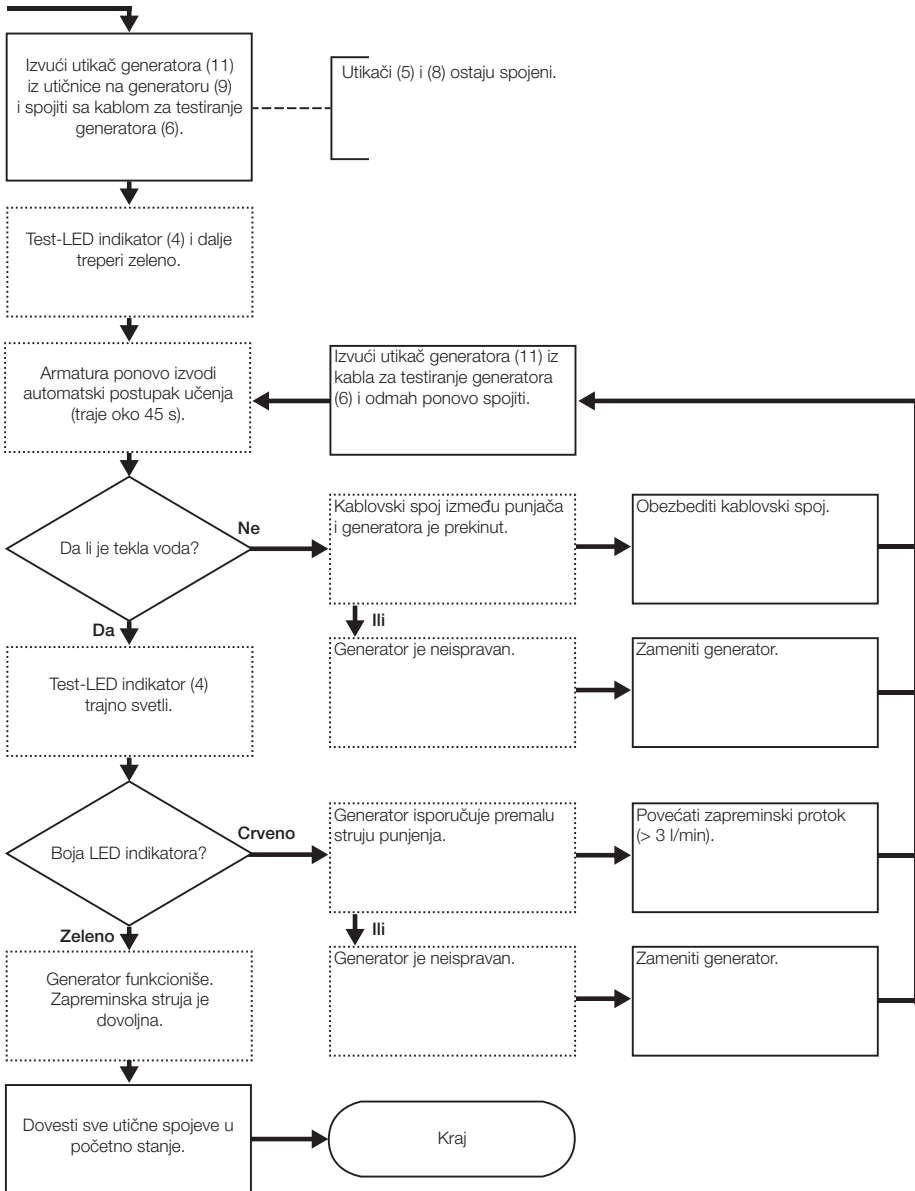 Izvući utikač generatora (11)
iz utičnice na generatoru (9)
i spojiti sa kablom za testiranje
generatora (6).
Utikači (5) i (8) ostaju spojeni.
Test-LED indikator (4) i dalje
treperi zeleno.
Armatura ponovo izvodi
automatski postupak učenja
(traje oko 45 s).
Izvući utikač generatora (11) iz
kabla za testiranje generatora
(6) i odmah ponovo spojiti.
Da li je tekla voda?
Ne
Kablovski spoj između punjača
i generatora je prekinut.
Obezbediti kablovski spoj.
Ili
Da
Generator je neispravan.
Zameniti generator.
Test-LED indikator (4)
trajno svetli.
Boja LED indikatora?
Crveno
Generator isporučuje premalu
struju punjenja.
Povećati zapreminski protok
(> 3 l/min).
Ili
Zeleno
Generator je neispravan.
Zameniti generator.
Generator funkcioniše.
Zapreminska struja je
dovoljna.
Dovesti sve utične spojeve u
početno stanje.
Kraj